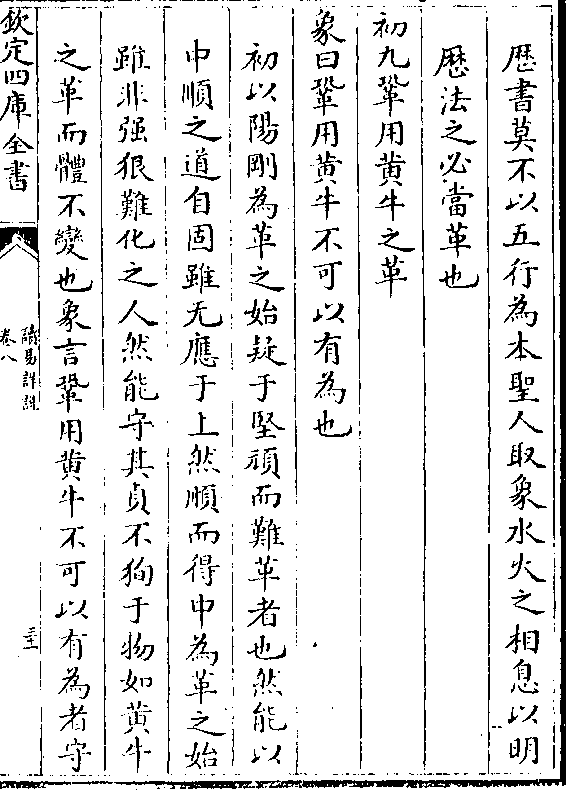 歴書莫不以五行為本聖人取象水火之相息以明
歴法之必當革也
初九鞏用黄牛之革
象曰鞏用黄牛不可以有為也
初以陽剛為革之始疑于堅頑而難革者也然能以
中順之道自固雖无應于上然順而得中為革之始
雖非强狠難化之人然能守其貞不狥于物如黄牛
之革而體不變也象言鞏用黄牛不可以有為者守
欽定四庫全書
讀易詳說
卷八